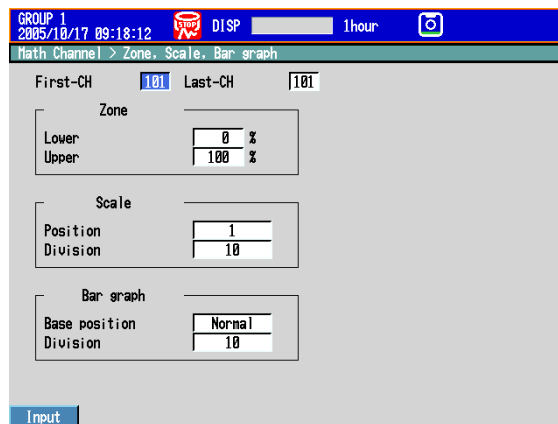 GROUP 1
2005/10/17 09:18:12 STOP DISP 1hour
Math Channel > Zone, Scale, Bar graph
First-CH 101 Last-CH 101
Zone
Lower 0 %
Upper 100 %
Scale
Position 1
Division 10
Bar graph
Base position Normal
Division 10
Input